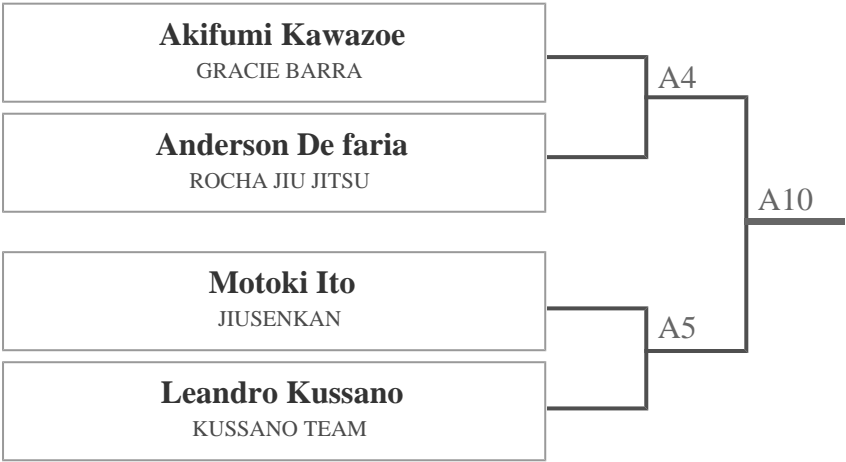 Akifumi Kawazoe
GRACIE BARRA
A4
Anderson De faria
ROCHA JIU JITSU
A10
Motoki Ito
JIUSENKAN
A5
Leandro Kussano
KUSSANO TEAM